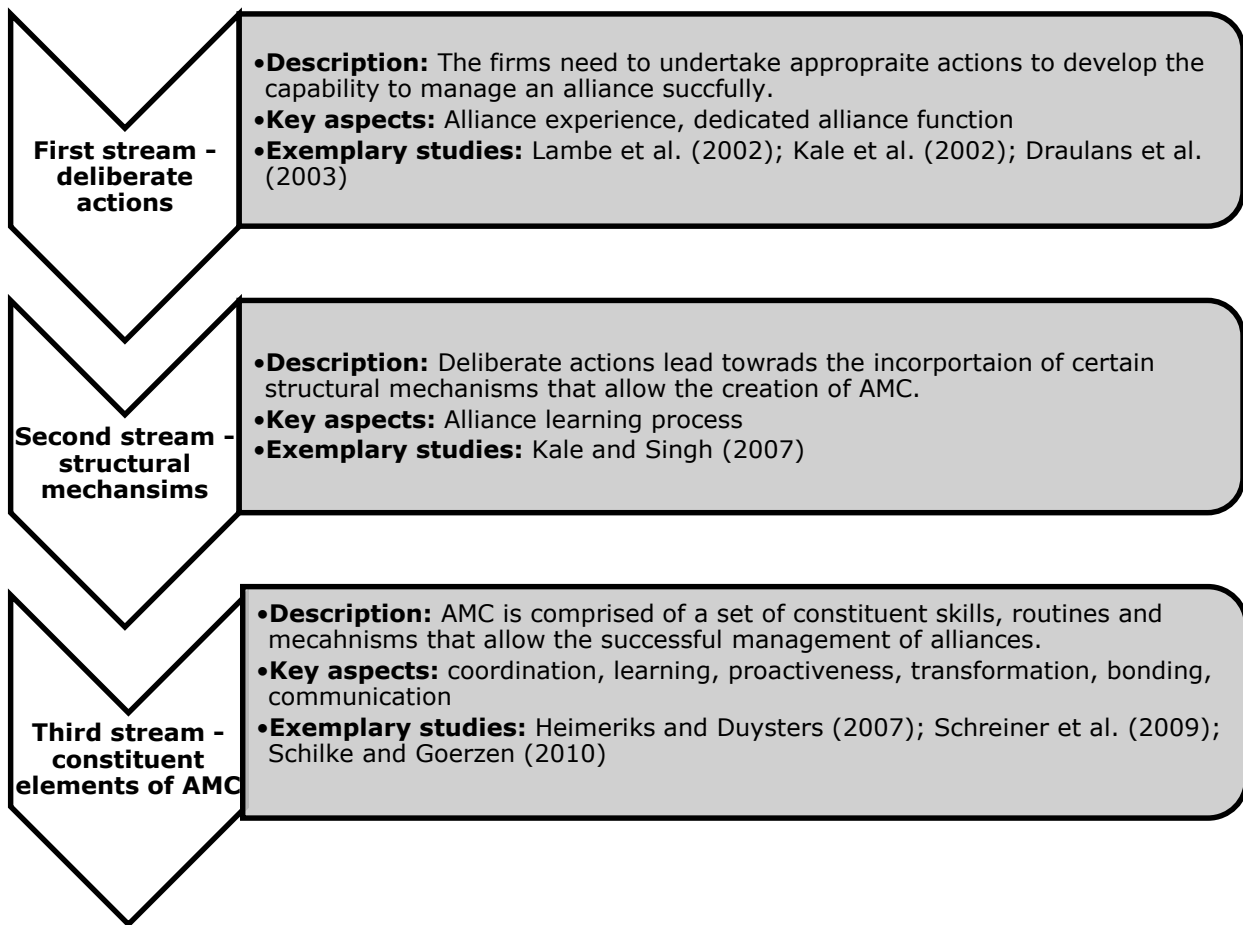 First stream -
deliberate
actions
•Description: The firms need to undertake appropraite actions to develop the
capability to manage an alliance succfully.
•Key aspects: Alliance experience, dedicated alliance function
•Exemplary studies: Lambe et al. (2002); Kale et al. (2002); Draulans et al.
(2003)
Second stream -
structural
mechansims
•Description: Deliberate actions lead towrads the incorportaion of certain
structural mechanisms that allow the creation of AMC.
•Key aspects: Alliance learning process
•Exemplary studies: Kale and Singh (2007)
Third stream -
constituent
elements of AMC
•Description: AMC is comprised of a set of constituent skills, routines and
mecahnisms that allow the successful management of alliances.
•Key aspects: coordination, learning, proactiveness, transformation, bonding,
communication
•Exemplary studies: Heimeriks and Duysters (2007); Schreiner et al. (2009);
Schilke and Goerzen (2010)